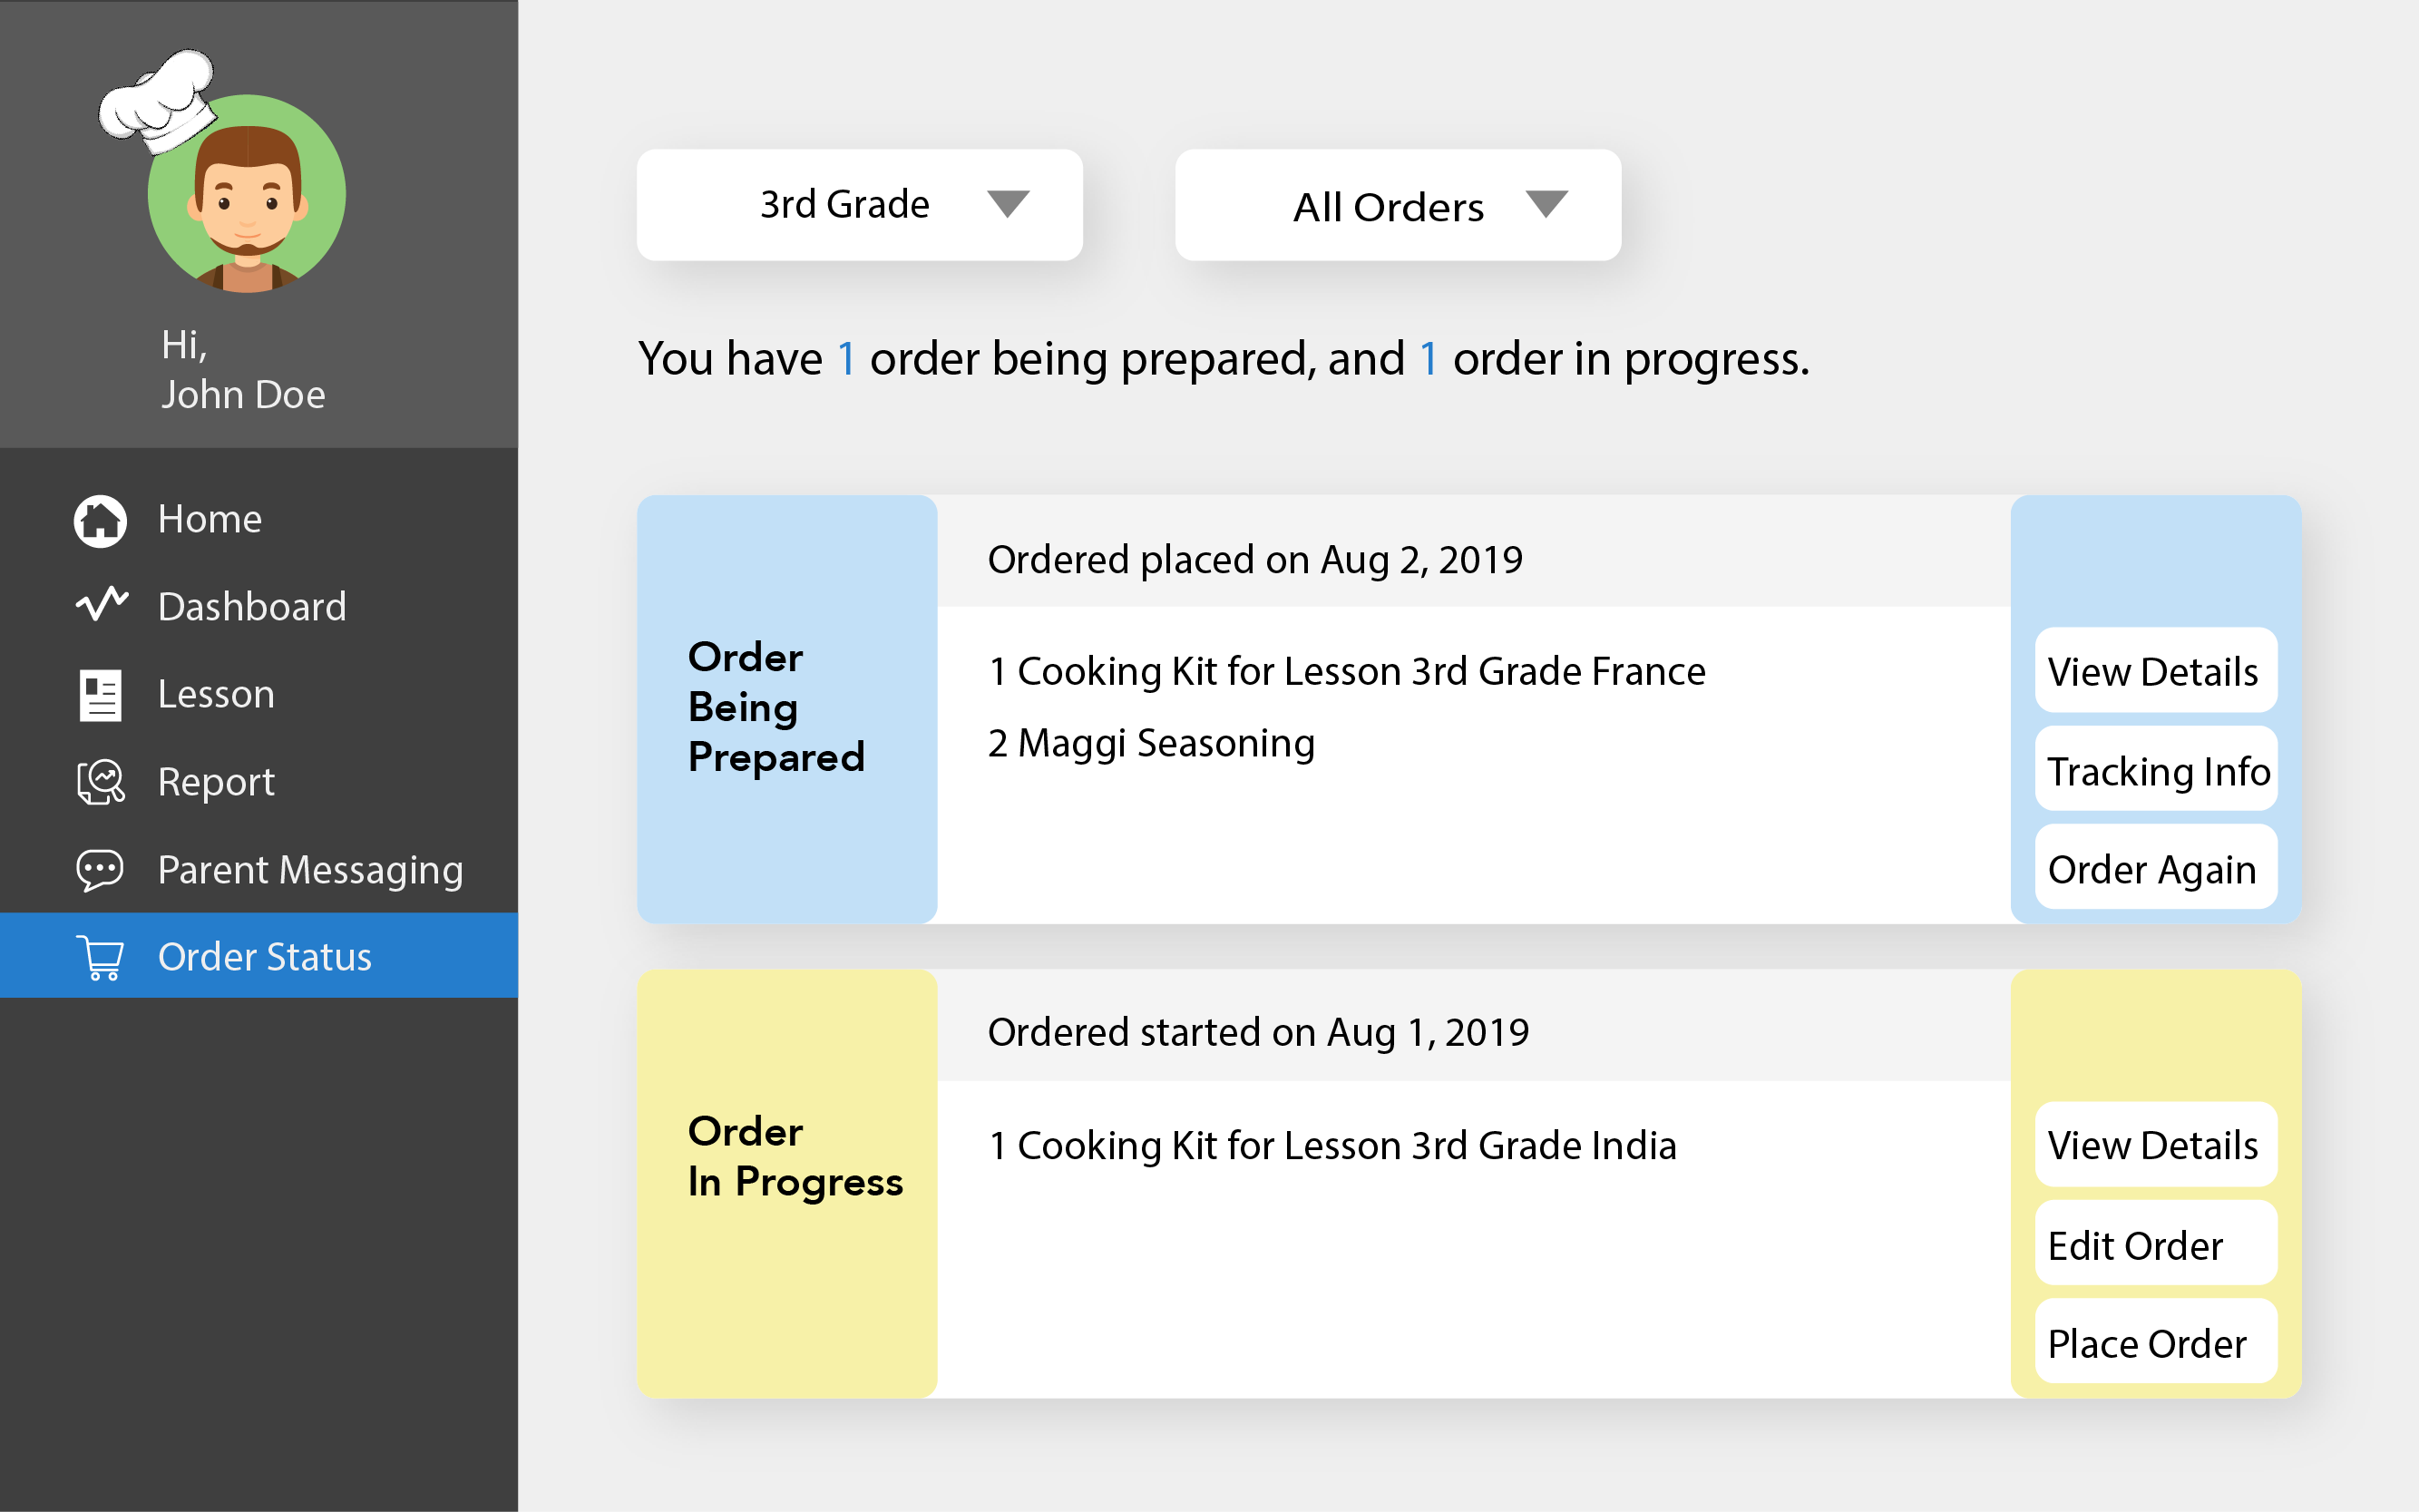 Hi,
John Doe
Home
Dashboard
Lesson
Report
Parent Messaging
Order Status
3rd Grade
All Orders
You have 1 order being prepared, and 1 order in progress.
Order
Being
Prepared
Ordered placed on Aug 2, 2019
1 Cooking Kit for Lesson 3rd Grade France
2 Maggi Seasoning
View Details
Tracking Info
Order Again
Order
In Progress
Ordered started on Aug 1, 2019
1 Cooking Kit for Lesson 3rd Grade India
View Details
Edit Order
Place Order